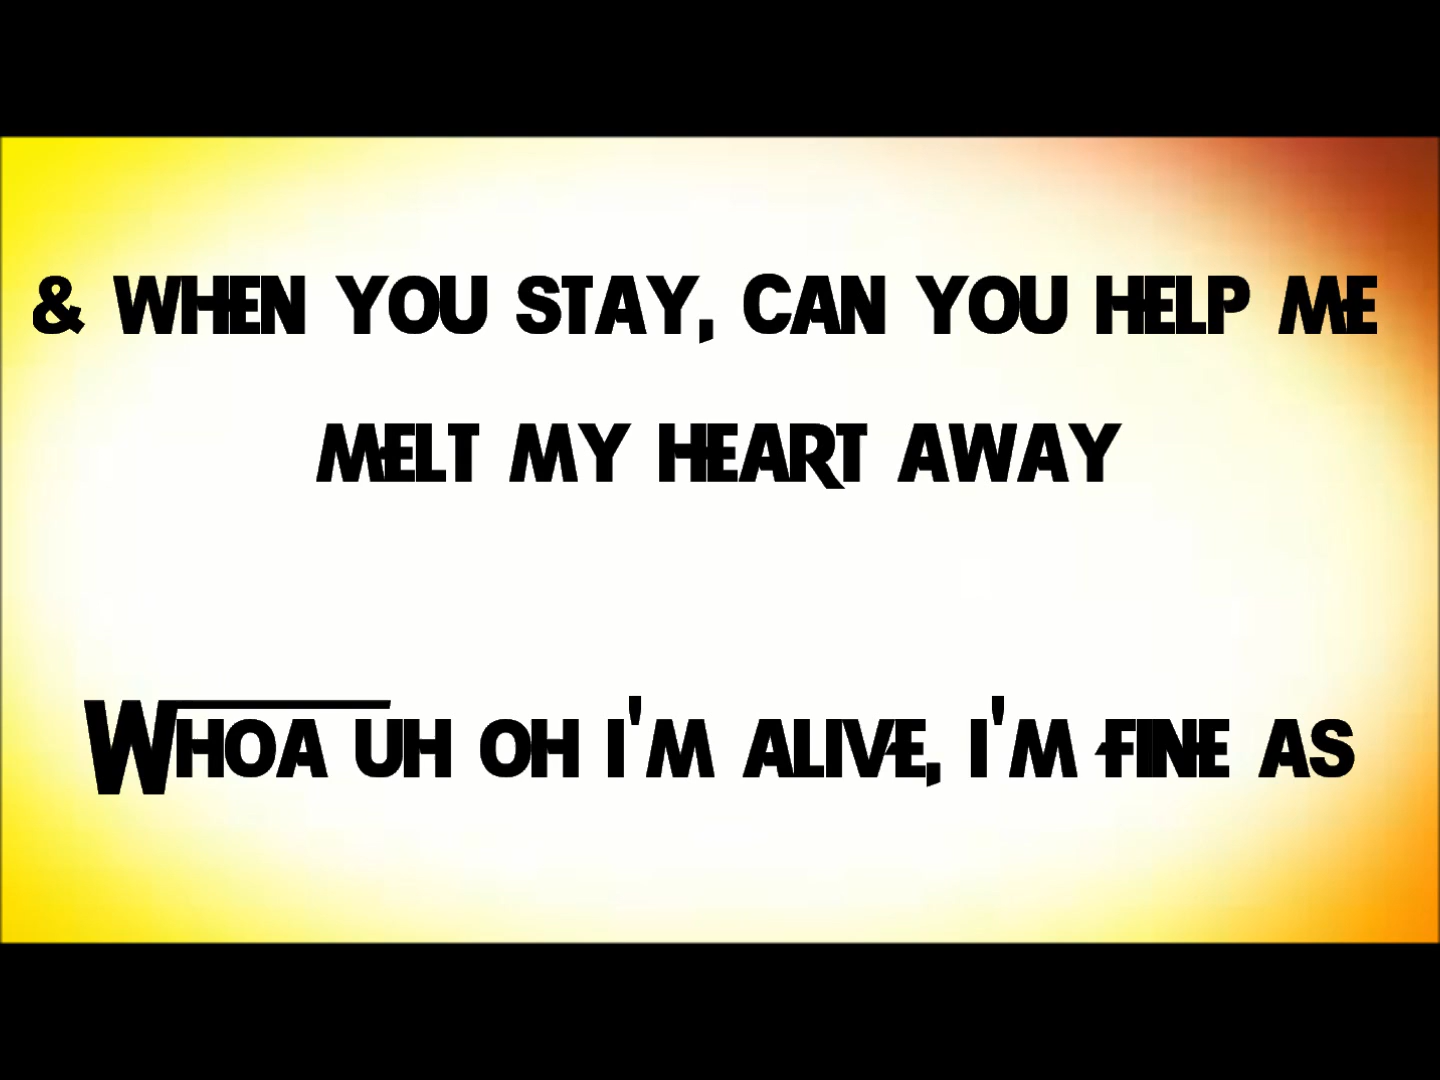 & WHEN YOU STAY, CAN YOU HELP ME
MELT MY HEART AWAY
WHOA UH OH I'M ALIVE, I'M FINE AS